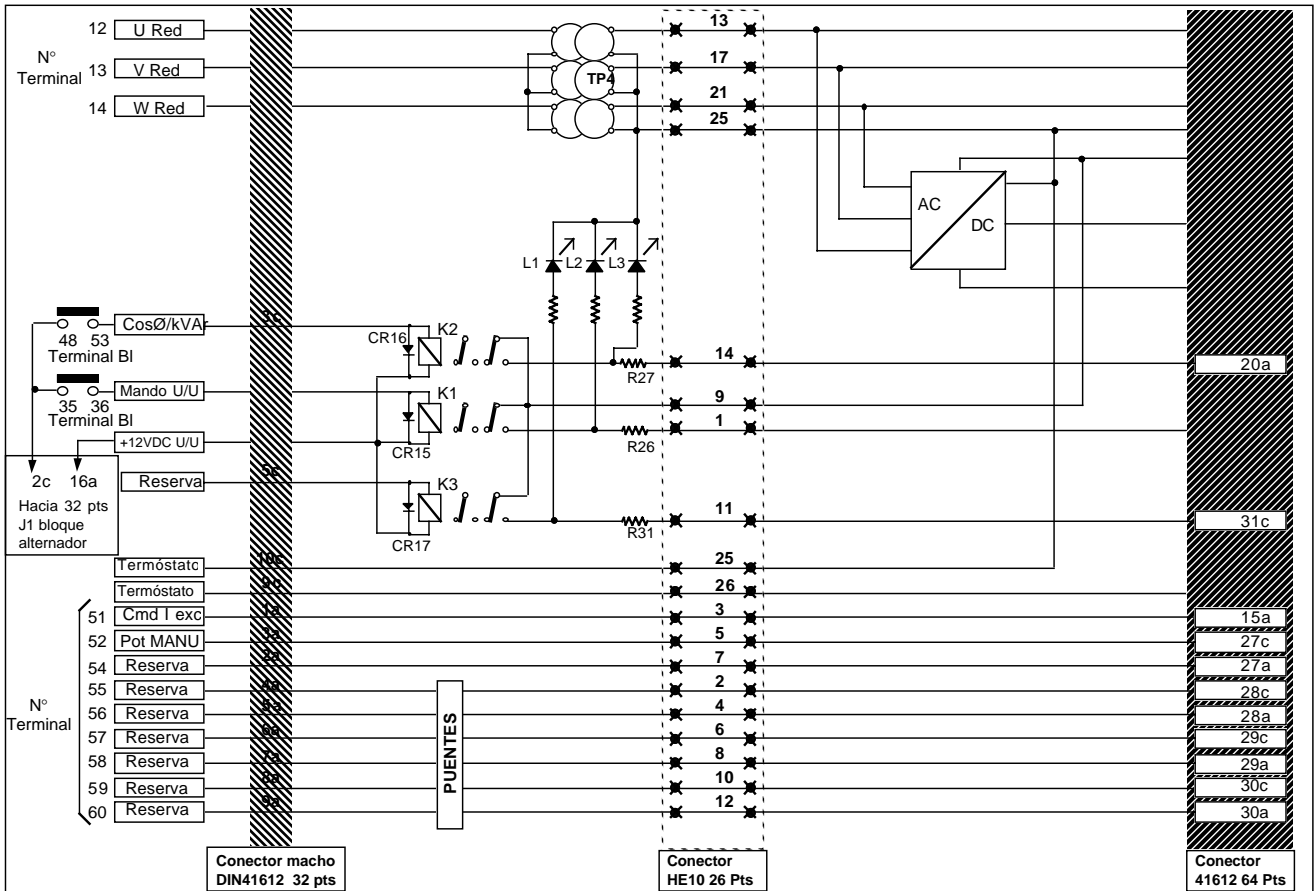 12 U Red 13
N° Terminal
13 V Red TP4 17
14 W Red 21
25
AC
DC
L1 L2 L3
CosØ/kVAr 3c K2
48 53
Terminal BI
CR16
14 20a
R27
Mando U/U K1 9
35 36
Terminal BI
1
+12VDC U/U
CR15 R26
2c 16a
Reserva 5c K3
Hacia 32 pts
J1 bloque
alternador
11 31c
R31
CR17
Termóstato 10c 25
Termóstato 9c 26
51 Cmd I exc 1a 3 15a
52 Pot MANU 3a 5 27c
54 Reserva 2a 7 27a
55 Reserva 4a 2 28c
N°
Terminal
56 Reserva 5a 4 28a
57 Reserva 6a 6 29c
58 Reserva 7a 8 29a
59 Reserva 8a 10 30c
60 Reserva 9a 12 30a
PUENTES
Conector macho
DIN41612 32 pts
Conector
HE10 26 Pts
Conector
41612 64 Pts